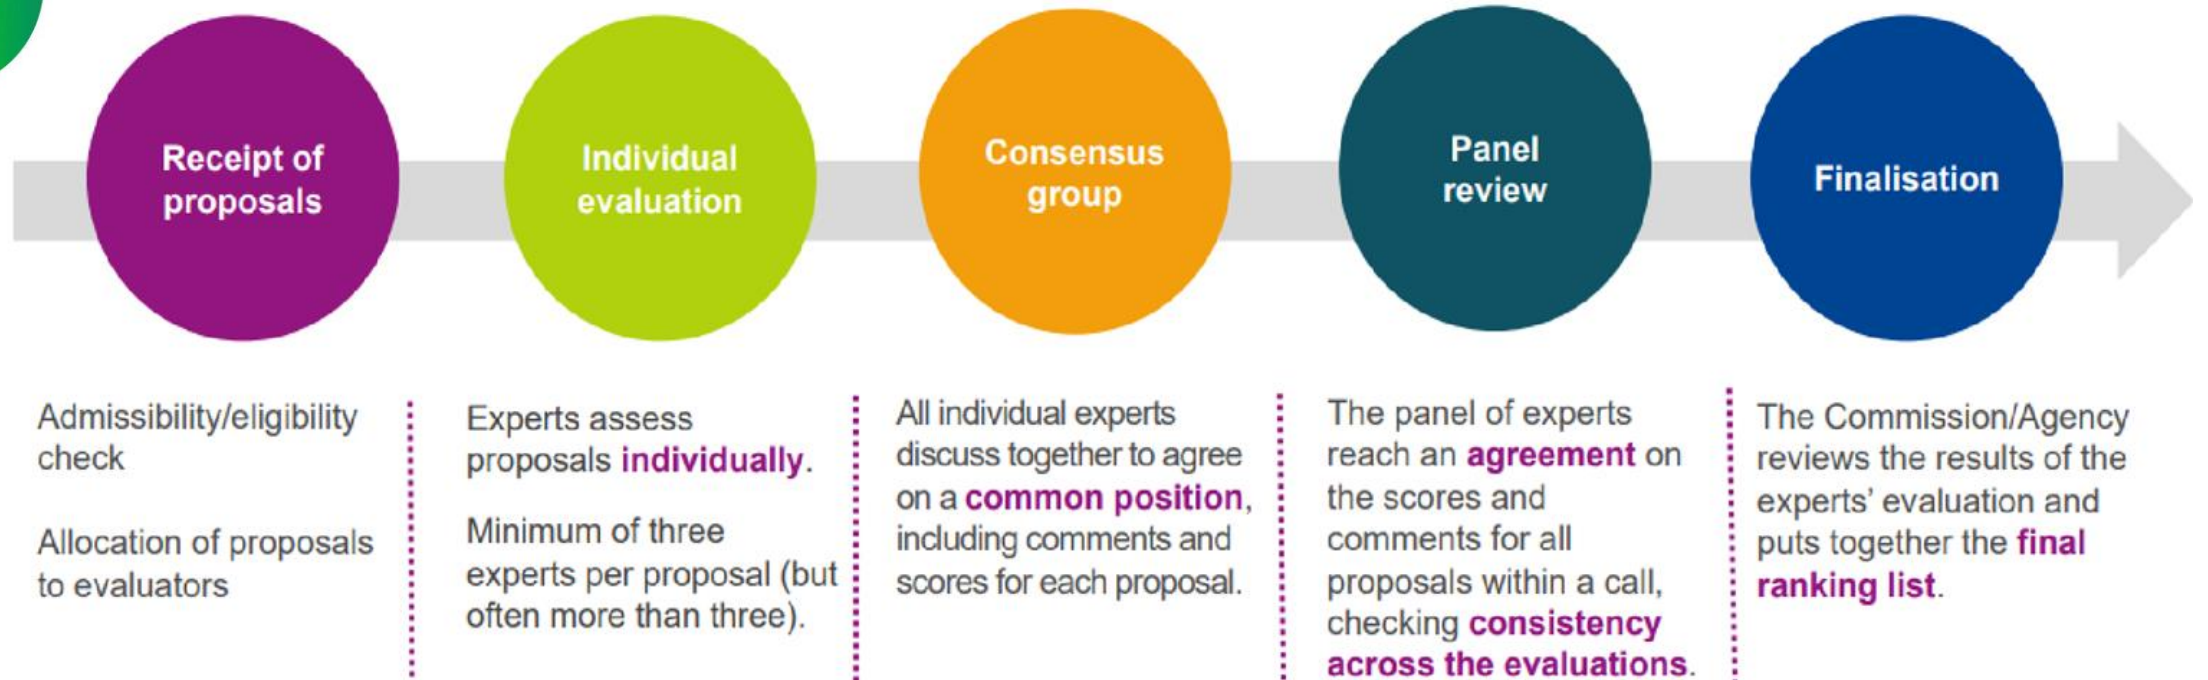 Receipt of
proposals
Individual
evaluation
Consensus
group
Panel
review
Finalisation
Admissibility/eligibility
check
Allocation of proposals
to evaluators
Experts assess
proposals individually.
Minimum of three
experts per proposal (but
often more than three).
All individual experts
discuss together to agree
on a common position,
including comments and
scores for each proposal.
The panel of experts
reach an agreement on
the scores and
comments for all
proposals within a call,
checking consistency
across the evaluations.
The Commission/Agency
reviews the results of the
experts' evaluation and
puts together the final
ranking list.